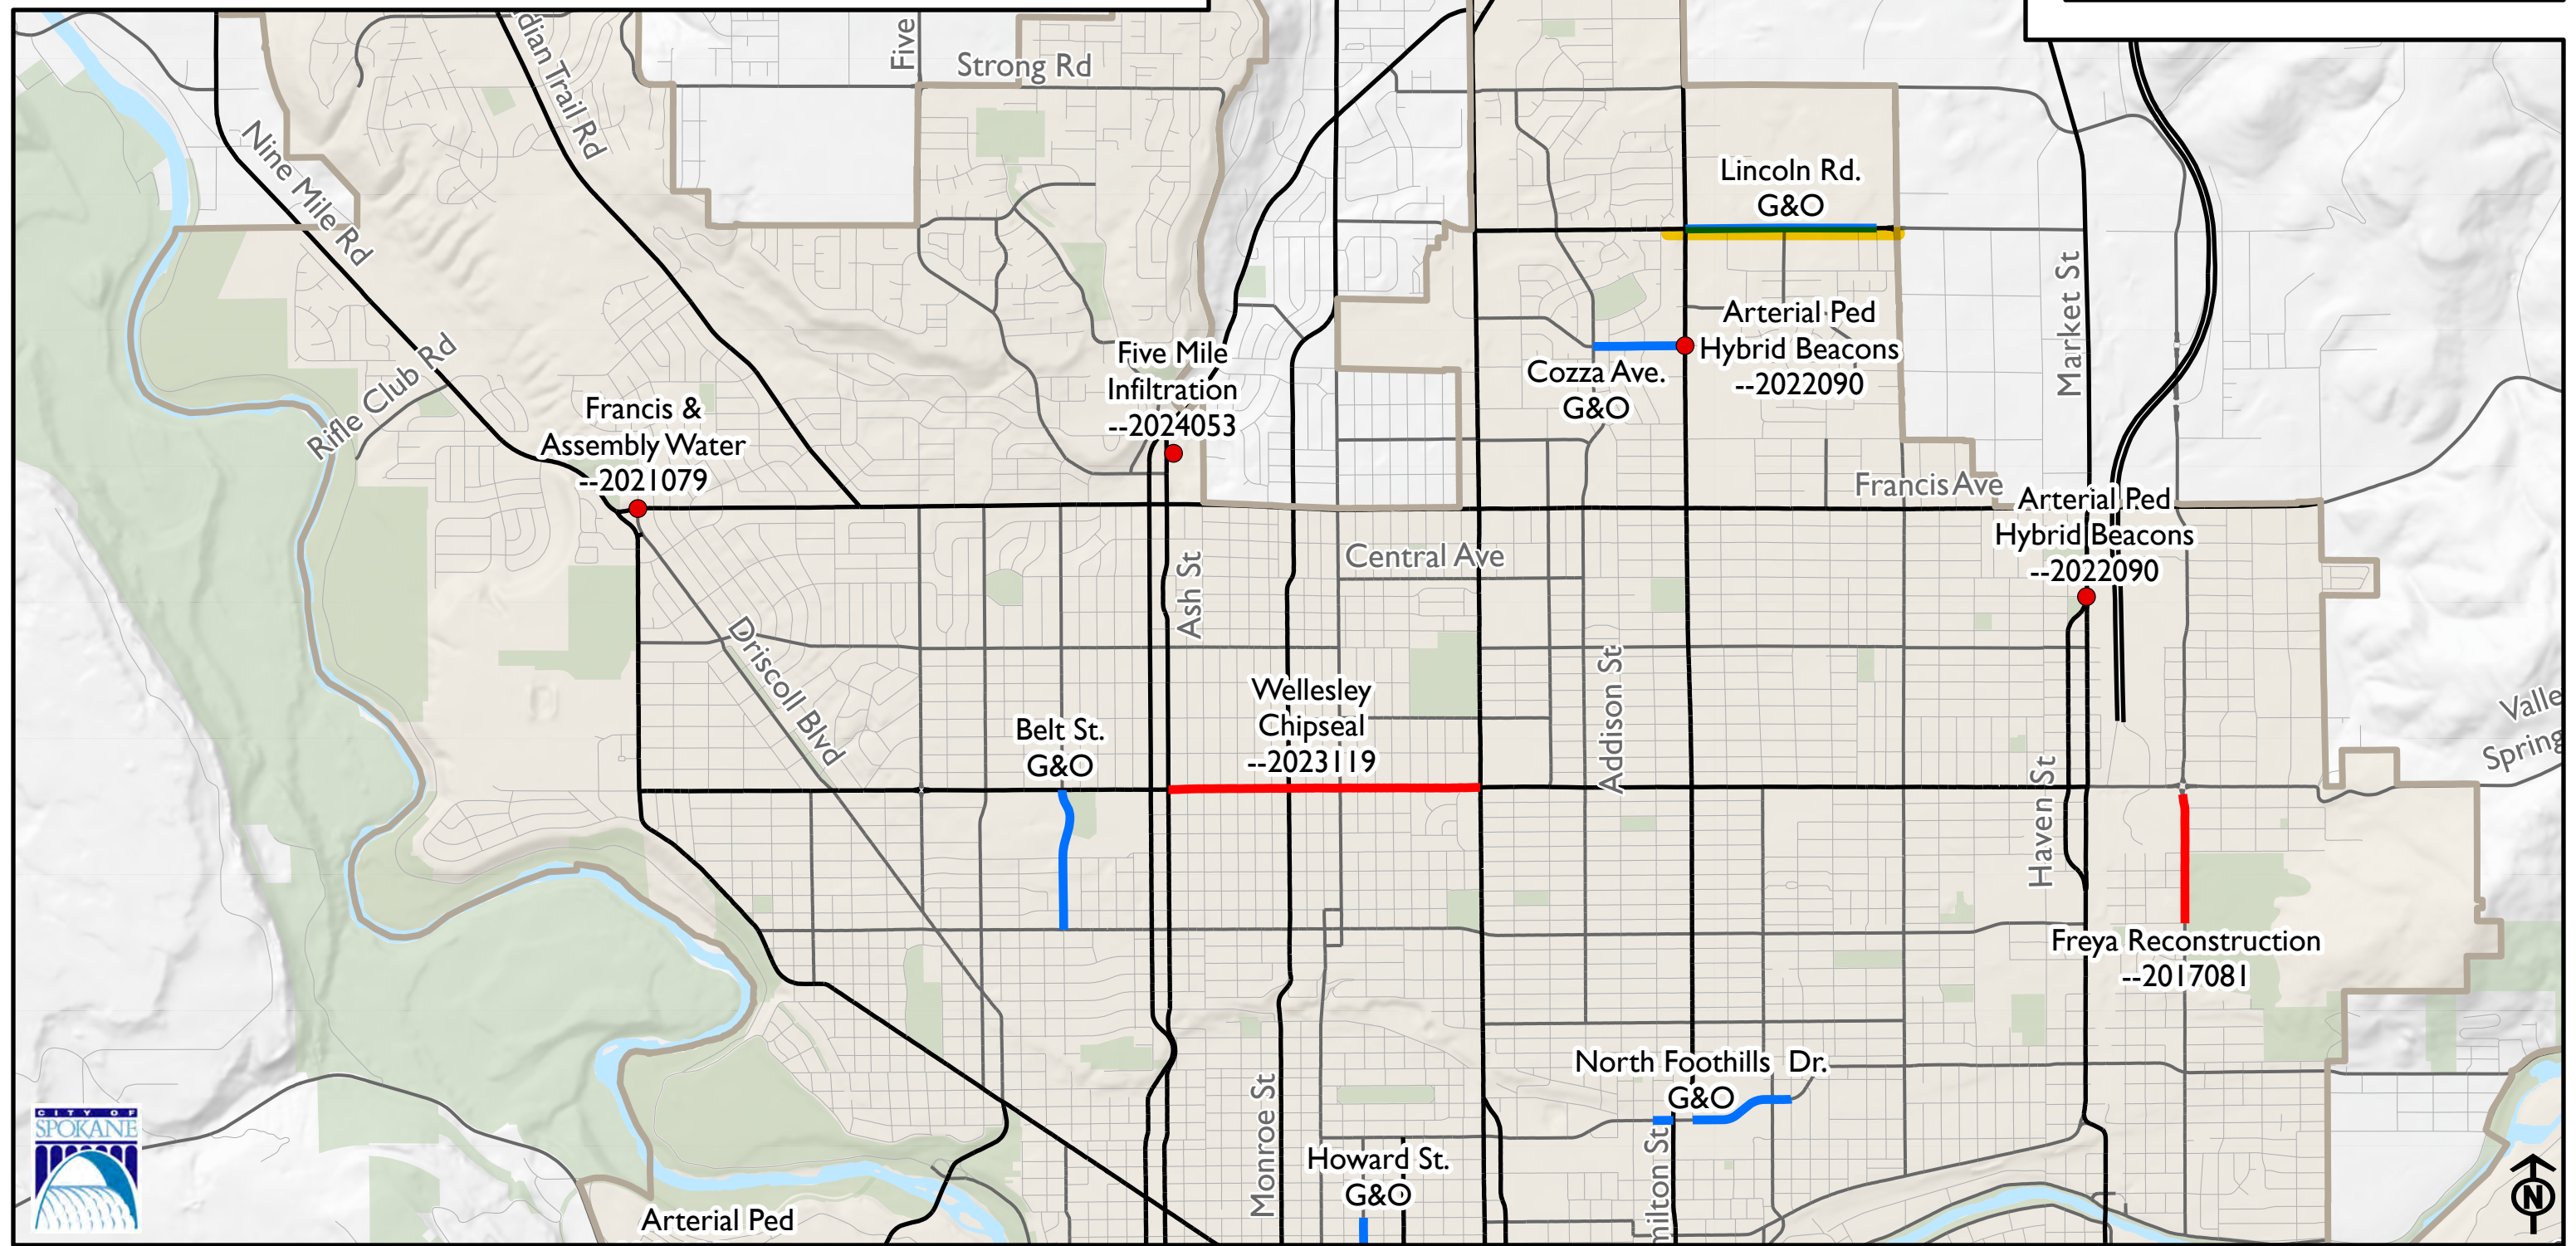 Five
Strong Rd
dian Trail Rd
Nine Mile Rd
Lincoln Rd.
G&O
Market St
Arterial Ped
Hybrid Beacons
--2022090
Five Mile
Infiltration
--2024053
Cozza Ave.
G&O
Rifle Club Rd
Francis &
Assembly Water
--2021079
Francis Ave
Arterial Ped
Hybrid Beacons
--2022090
Central Ave
Ash St
Driscoll Blvd
Addison St
Wellesley
Chipseal
--2023119
Belt St.
G&O
Valle
Spring
Haven St
Freya Reconstruction
--2017081
North Foothills Dr.
G&O
Monroe St
milton St
Howard St.
G&O
CITY OF
SPOKANE
Arterial Ped
N